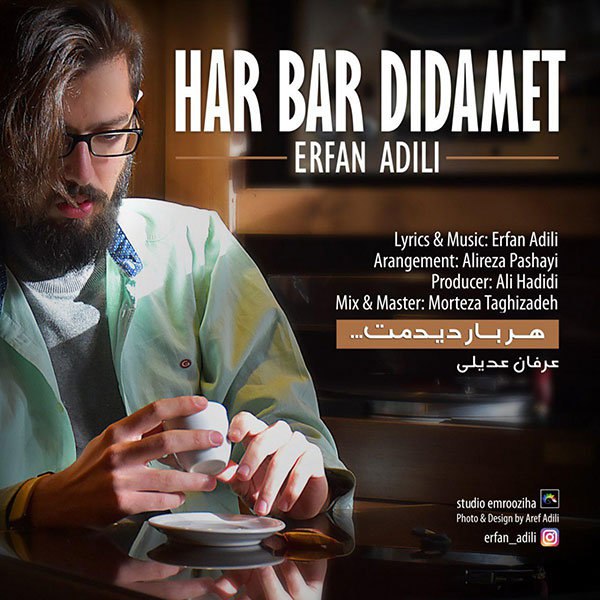 HAR BAR DIDAMET
ERFAN ADILI
Lyrics & Music: Erfan Adili
Arangement: Alireza Pashayi
Producer: Ali Hadidi
Mix & Master: Morteza Taghizadeh
هر بار دیدمت...
عرفان عدیلی
studio emrooziha
Photo & Design by Aref Adili
erfan_adili